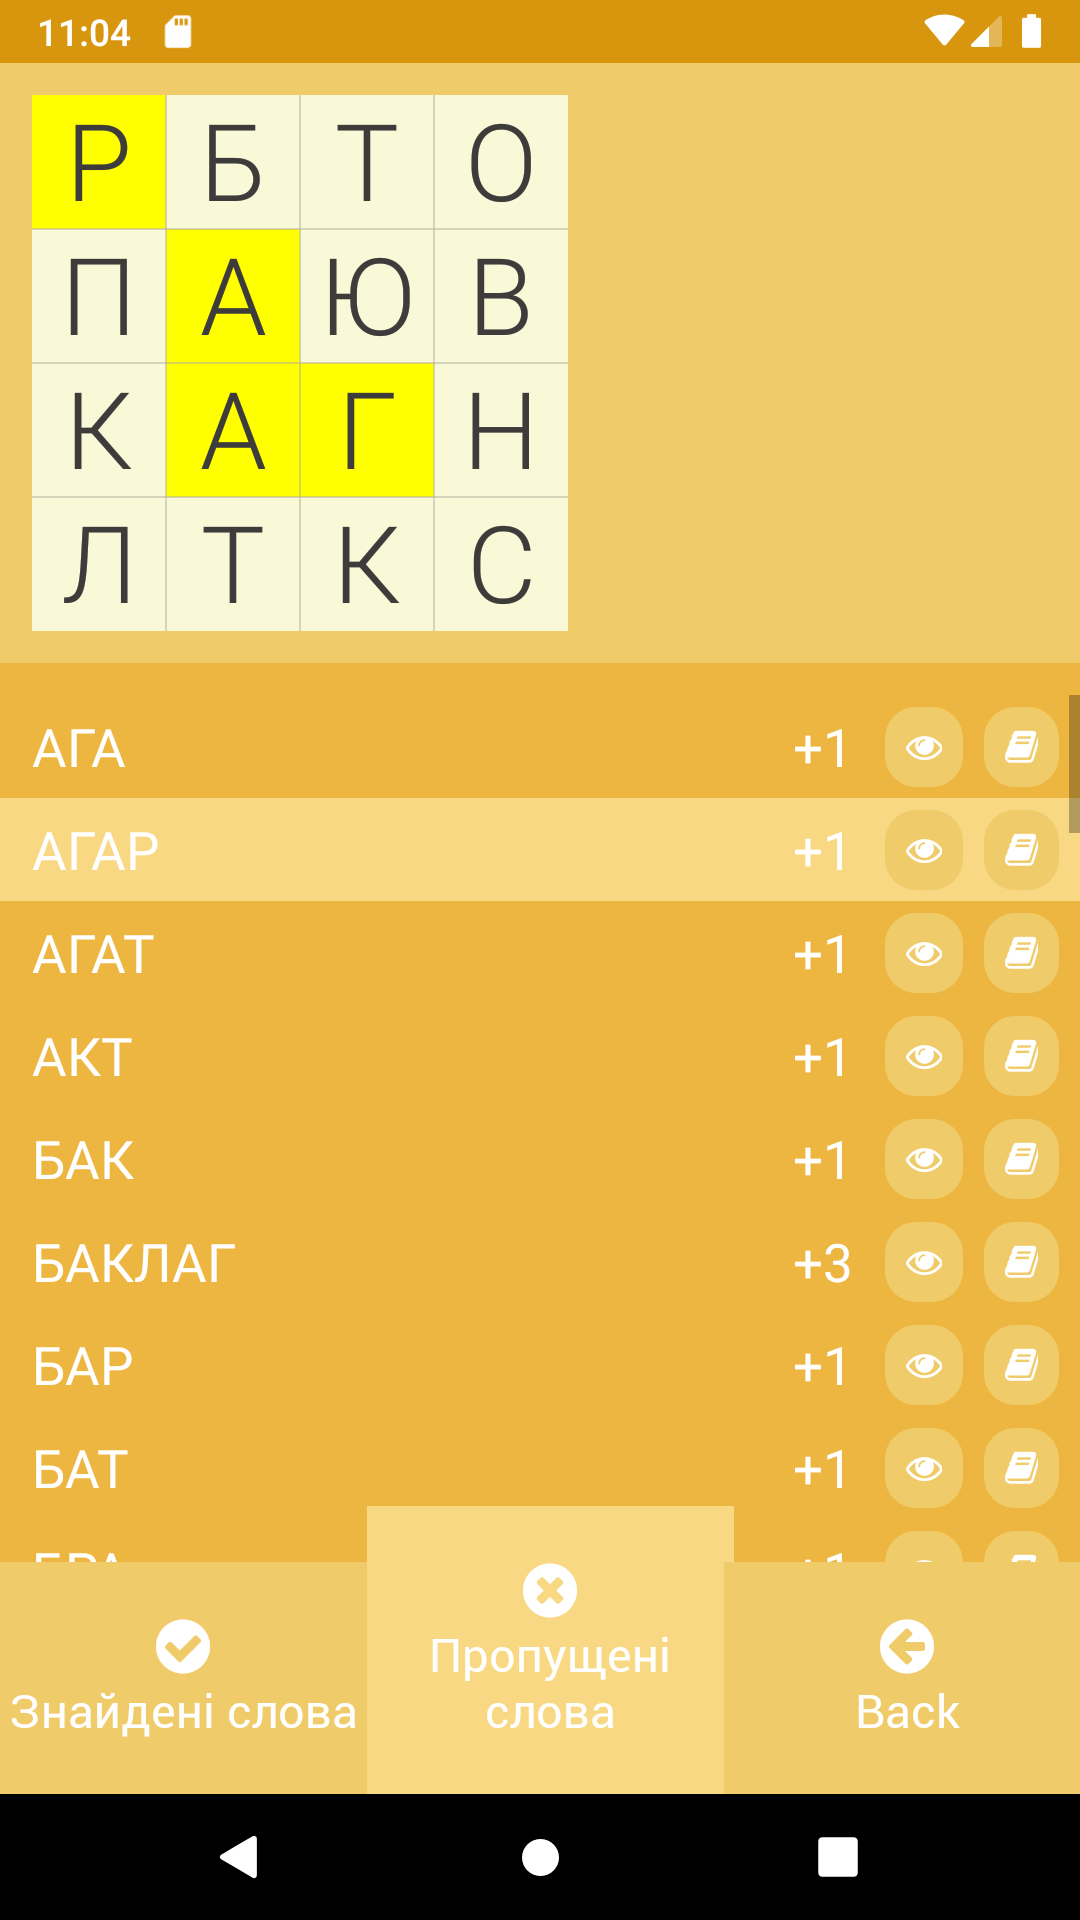 11:04
Р Б Т О
П А Ю В
К А Г Н
Л Т К С
АГА +1
АГАР +1
АГАТ +1
АКТ +1
БАК +1
БАКЛАГ +3
БАР +1
БАТ +1
Знайдені слова
Пропущені
слова
Back